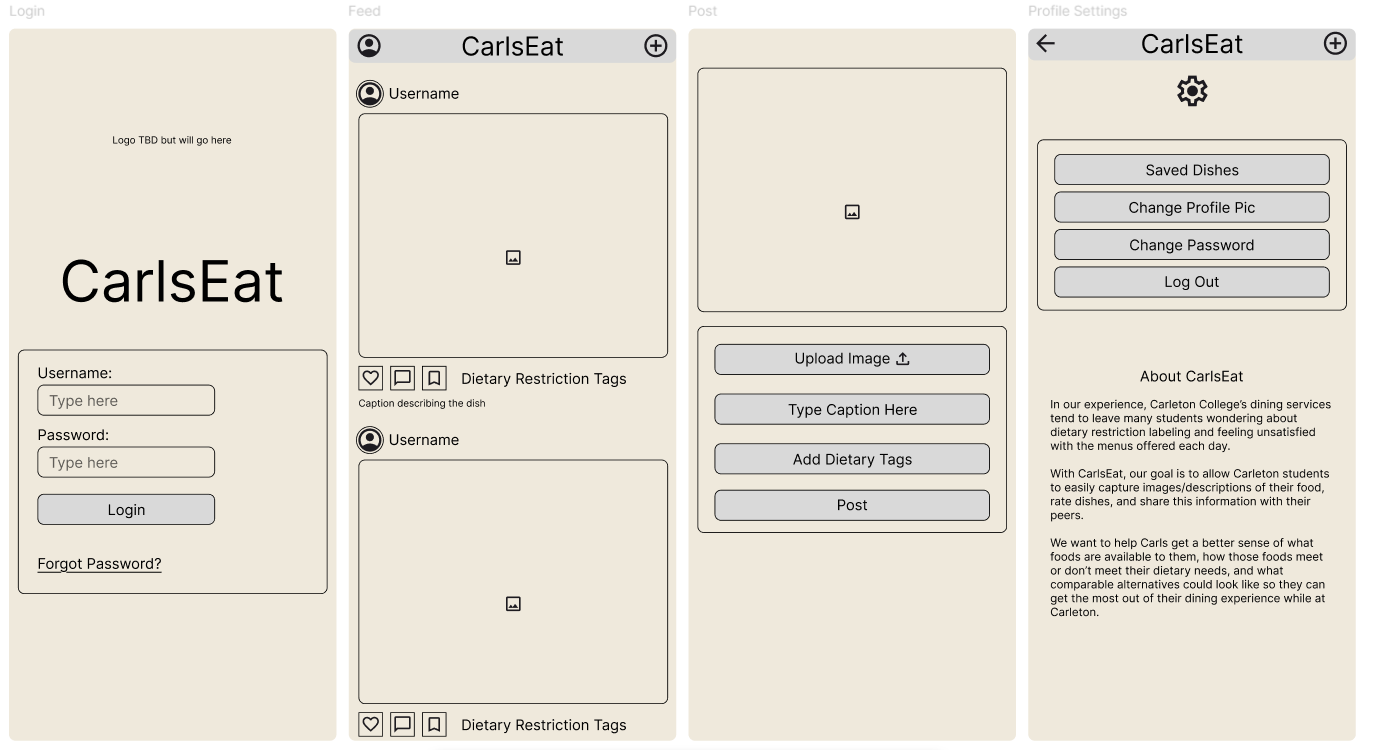 Login
Logo TBD but will go here
CarlsEat
Username:
Type here
Password:
Type here
Login
Forgot Password?
Feed
CarlsEat
Username
Dietary Restriction Tags
Caption describing the dish
Username
Dietary Restriction Tags
Post
Upload Image
Type Caption Here
Add Dietary Tags
Post
Profile Settings
CarlsEat
Saved Dishes
Change Profile Pic
Change Password
Log Out
About CarlsEat
In our experience, Carleton College’s dining services
tend to leave many students wondering about
dietary restriction labeling and feeling unsatisfied
with the menus offered each day.
With CarlsEat, our goal is to allow Carleton students
to easily capture images/descriptions of their food,
rate dishes, and share this information with their
peers.
We want to help Carls get a better sense of what
foods are available to them, how those foods meet
or don’t meet their dietary needs, and what
comparable alternatives could look like so they can
get the most out of their dining experience while at
Carleton.